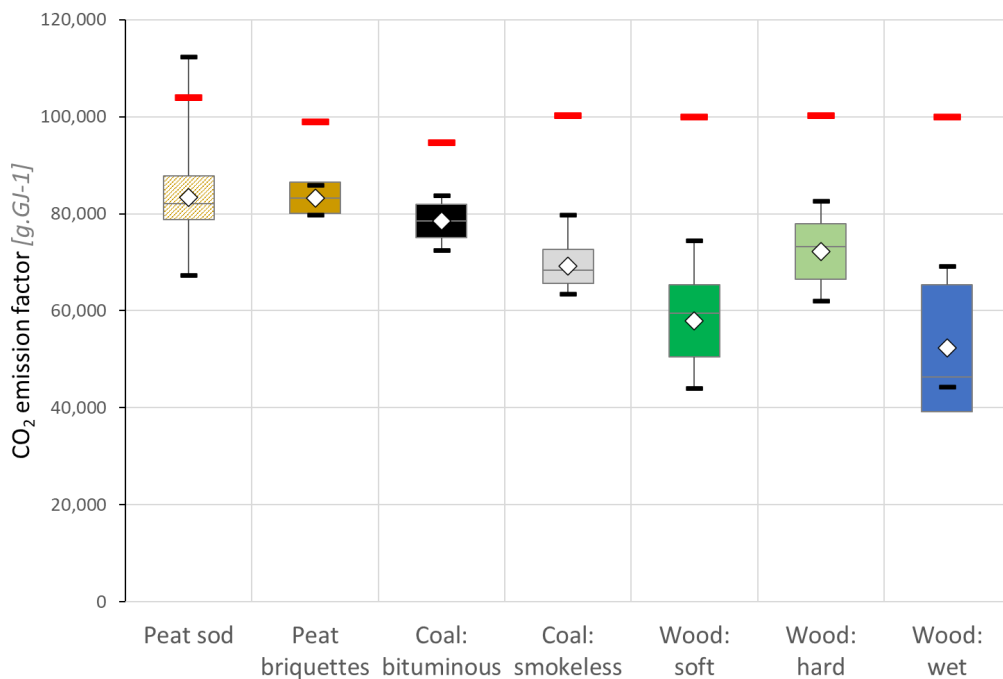 CO₂ emission factor [g.GJ-1]
120,000
100,000
80,000
60,000
40,000
20,000
0
Peat sod
Peat
briquettes
Coal:
bituminous
Coal:
smokeless
Wood:
soft
Wood:
hard
Wood:
wet